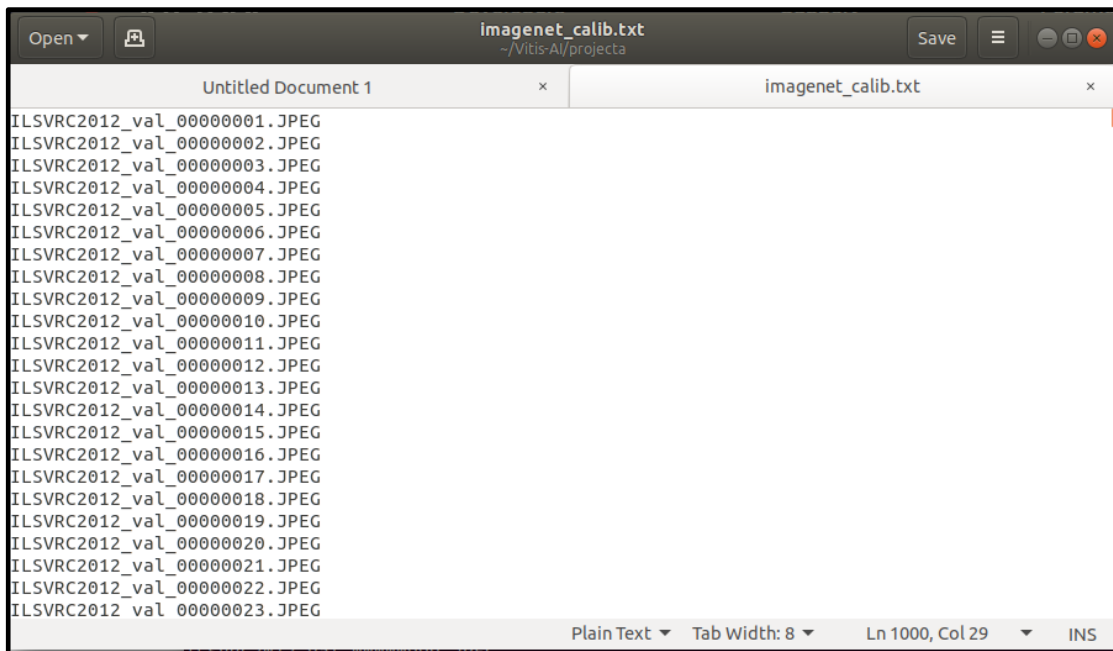 Open
imagenet_calib.txt
~/Vitis-AI/projecta
Save
Untitled Document 1
imagenet_calib.txt
ILSVRC2012_val_00000001.JPEG
ILSVRC2012_val_00000002.JPEG
ILSVRC2012_val_00000003.JPEG
ILSVRC2012_val_00000004.JPEG
ILSVRC2012_val_00000005.JPEG
ILSVRC2012_val_00000006.JPEG
ILSVRC2012_val_00000007.JPEG
ILSVRC2012_val_00000008.JPEG
ILSVRC2012_val_00000009.JPEG
ILSVRC2012_val_00000010.JPEG
ILSVRC2012_val_00000011.JPEG
ILSVRC2012_val_00000012.JPEG
ILSVRC2012_val_00000013.JPEG
ILSVRC2012_val_00000014.JPEG
ILSVRC2012_val_00000015.JPEG
ILSVRC2012_val_00000016.JPEG
ILSVRC2012_val_00000017.JPEG
ILSVRC2012_val_00000018.JPEG
ILSVRC2012_val_00000019.JPEG
ILSVRC2012_val_00000020.JPEG
ILSVRC2012_val_00000021.JPEG
ILSVRC2012_val_00000022.JPEG
ILSVRC2012 val 00000023.JPEG
Plain Text Tab Width: 8 Ln 1000, Col 29 INS